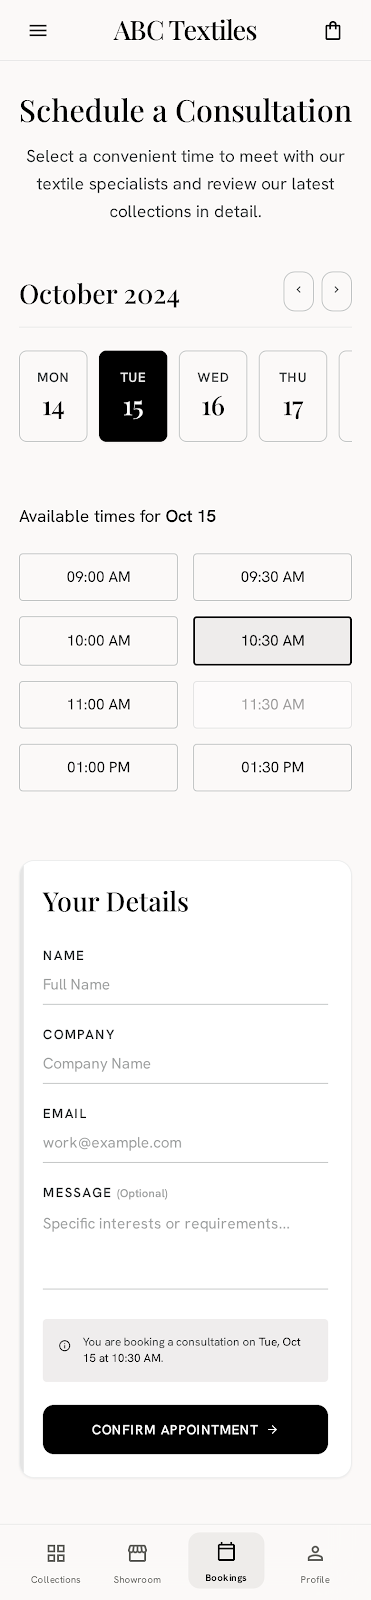 ABC Textiles
Schedule a Consultation
Select a convenient time to meet with our
textile specialists and review our latest
collections in detail.
October 2024
MON
14
TUE
15
WED
16
THU
17
Available times for Oct 15
09:00 AM
09:30 AM
10:00 AM
10:30 AM
11:00 AM
11:30 AM
01:00 PM
01:30 PM
Your Details
NAME
Full Name
COMPANY
Company Name
EMAIL
work@example.com
MESSAGE (Optional)
Specific interests or requirements...
You are booking a consultation on Tue, Oct
15 at 10:30 AM.
CONFIRM APPOINTMENT →
Collections
Showroom
Bookings
Profile